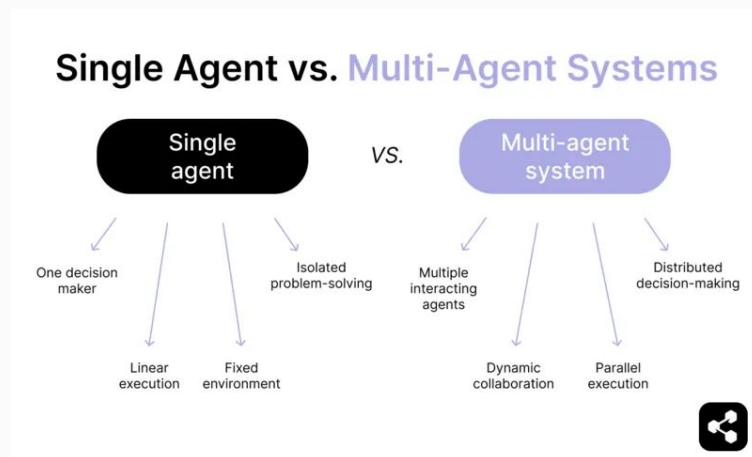 Single Agent vs. Multi-Agent Systems
Single
agent
VS.
Multi-agent
system
One decision
maker
Linear
execution
Fixed
environment
Isolated
problem-solving
Multiple
interacting
agents
Dynamic
collaboration
Parallel
execution
Distributed
decision-making